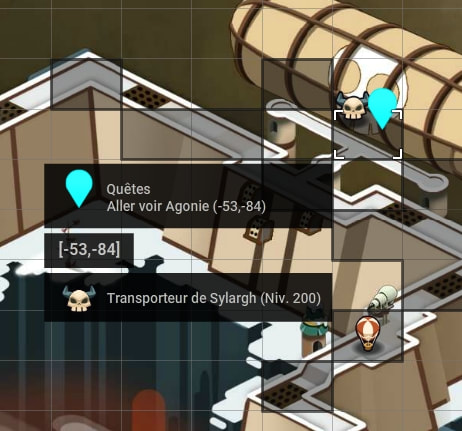 Quêtes
Aller voir Agonie (-53,-84)
[-53,-84]
Transporteur de Sylargh (Niv. 200)